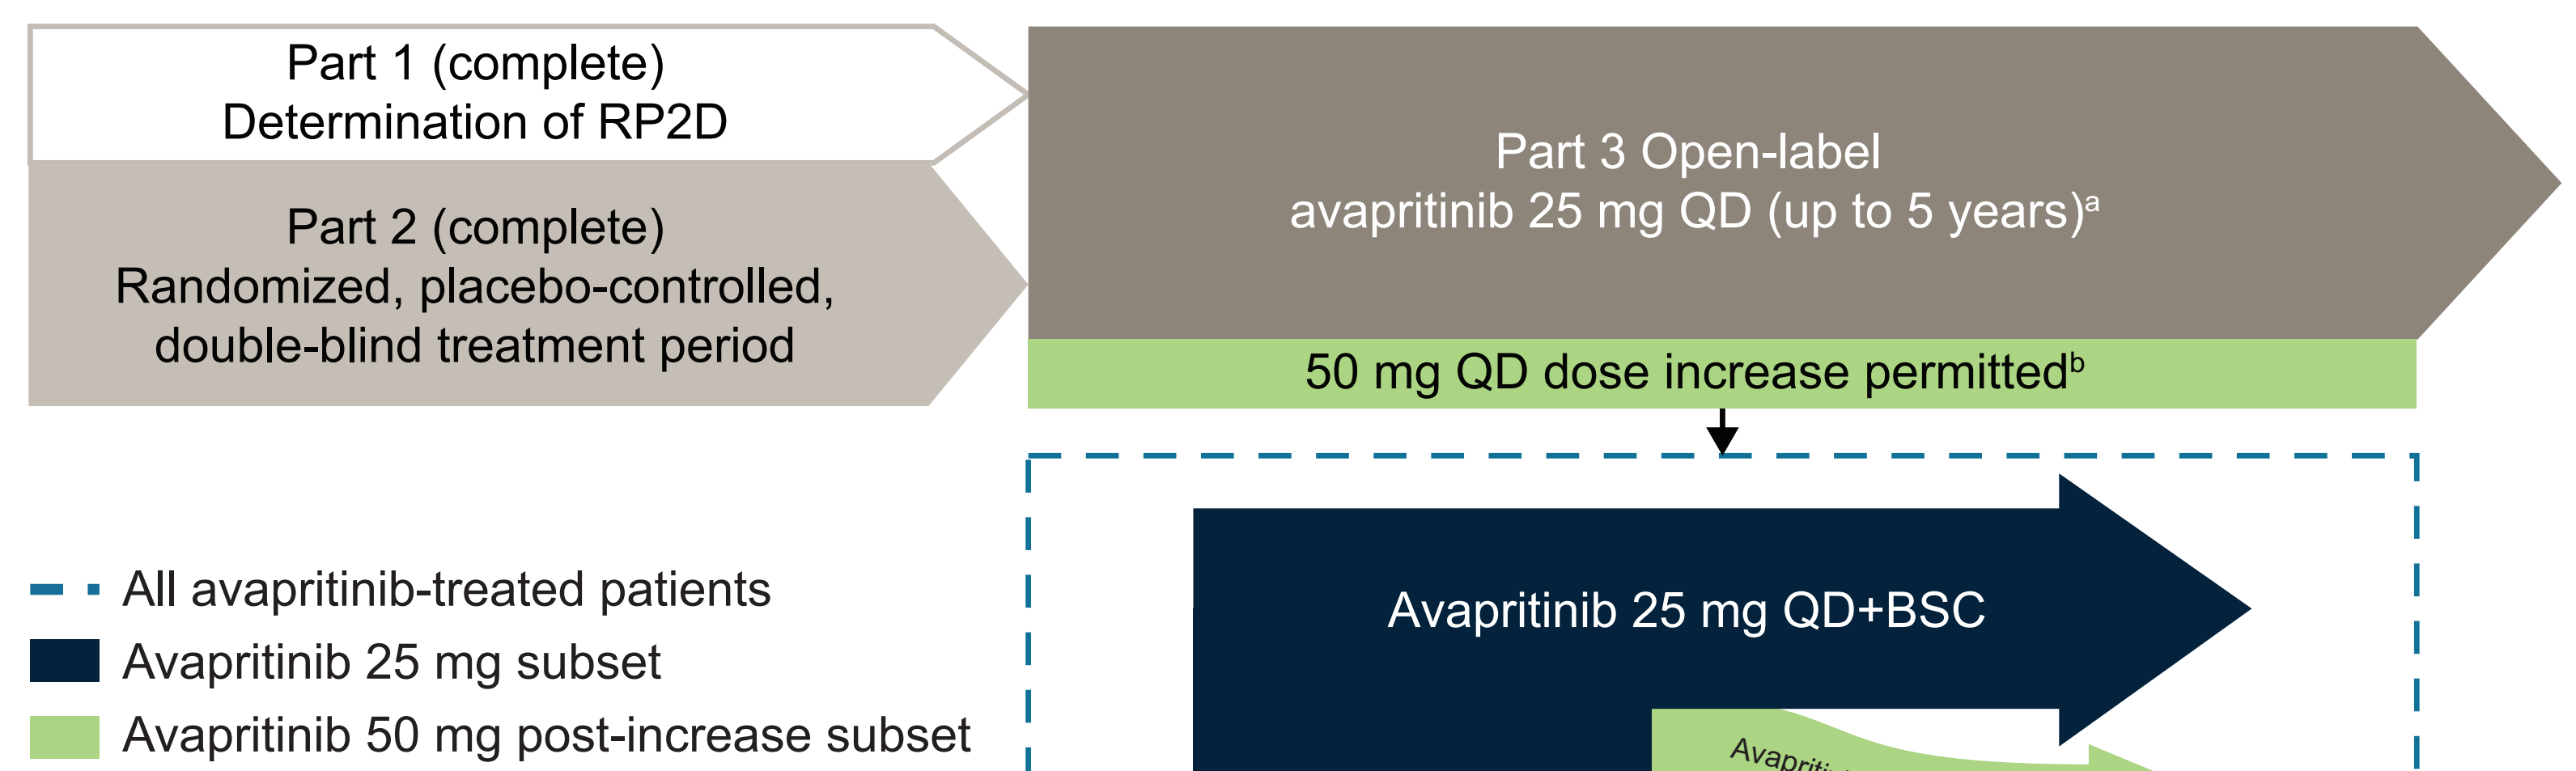 Part 1 (complete)
Determination of RP2D
Part 2 (complete)
Randomized, placebo-controlled,
double-blind treatment period
Part 3 Open-label
avapritinib 25 mg QD (up to 5 years)ᵃ
50 mg QD dose increase permittedᵇ
All avapritinib-treated patients
Avapritinib 25 mg subset
Avapritinib 50 mg post-increase subset
Avapritinib 25 mg QD+BSC